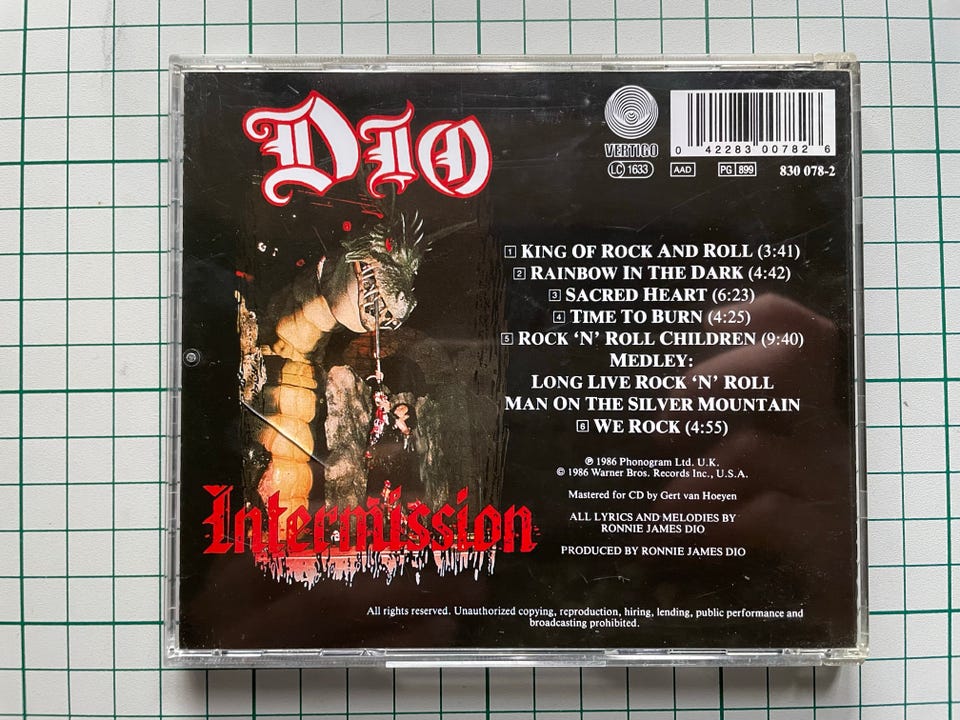 DIO
VERTIGO
LC 1633
AAD
PG 899
830 078-2
0 42283 00782 6
1 KING OF ROCK AND ROLL (3:41)
2 RAINBOW IN THE DARK (4:42)
3 SACRED HEART (6:23)
4 TIME TO BURN (4:25)
5 ROCK ‘N’ ROLL CHILDREN (9:40)
MEDLEY:
LONG LIVE ROCK ‘N’ ROLL
MAN ON THE SILVER MOUNTAIN
6 WE ROCK (4:55)
℗ 1986 Phonogram Ltd. U.K.
© 1986 Warner Bros. Records Inc., U.S.A.
Mastered for CD by Gert van Hoeyen
ALL LYRICS AND MELODIES BY
RONNIE JAMES DIO
PRODUCED BY RONNIE JAMES DIO
Intermission
All rights reserved. Unauthorized copying, reproduction, hiring, lending, public performance and
broadcasting prohibited.